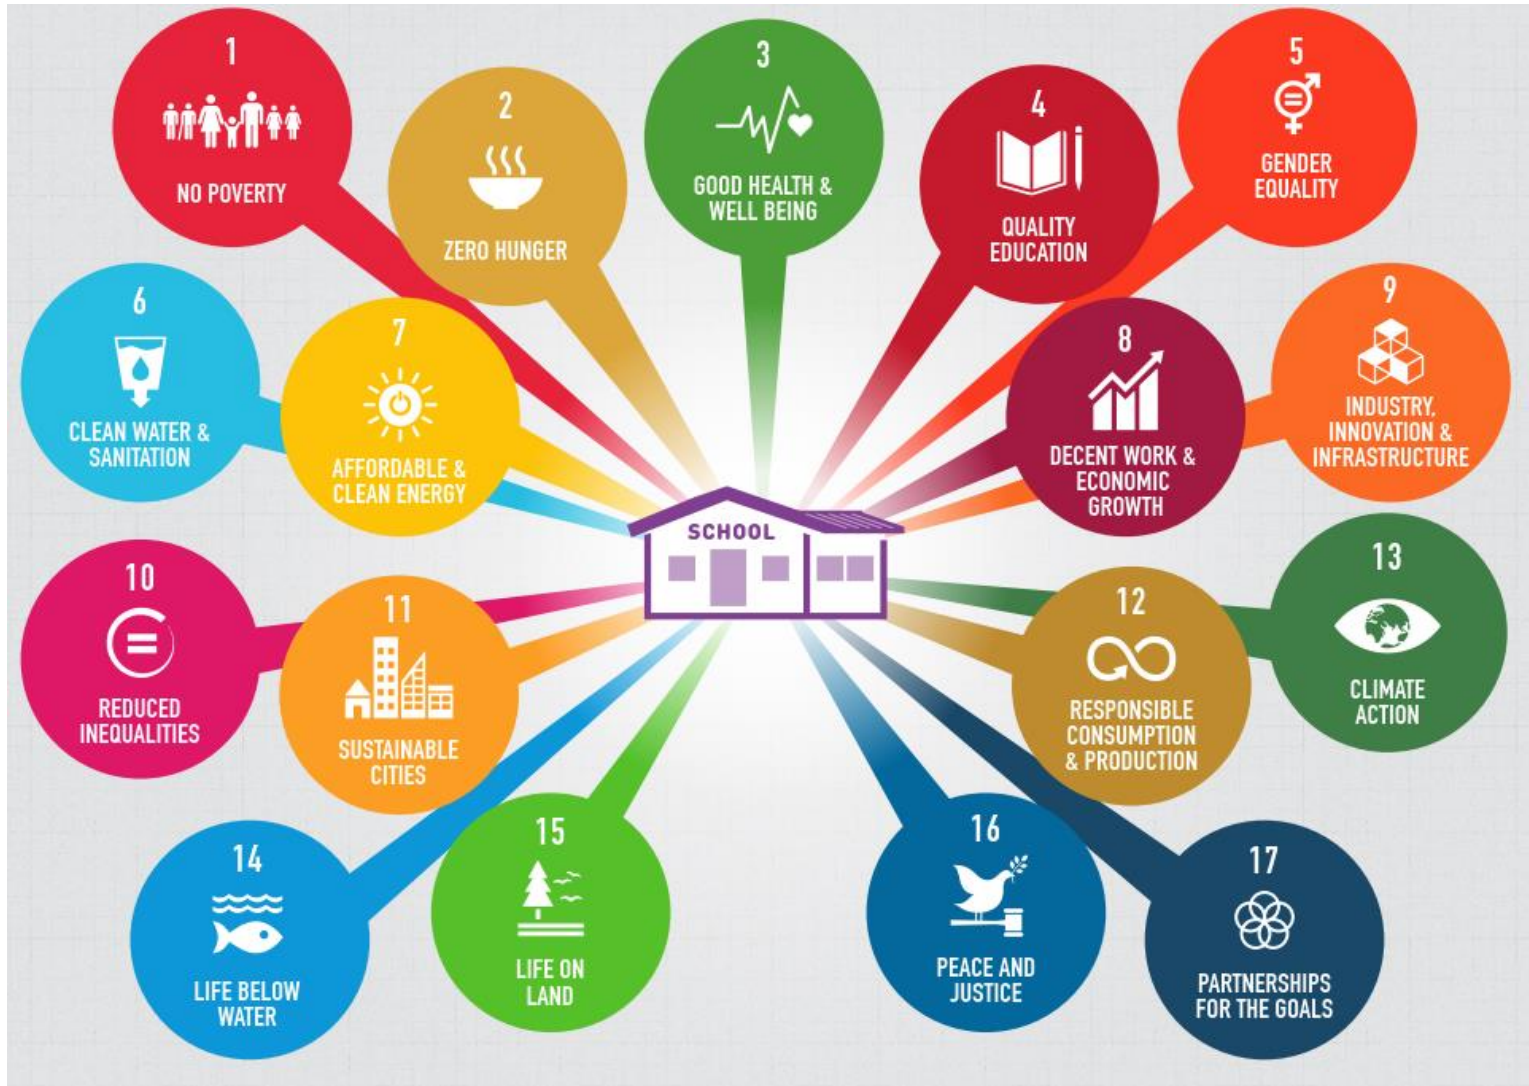 1
NO POVERTY
2
ZERO HUNGER
3
GOOD HEALTH &
WELL BEING
4
QUALITY
EDUCATION
5
GENDER
EQUALITY
6
CLEAN WATER &
SANITATION
7
AFFORDABLE &
CLEAN ENERGY
8
DECENT WORK &
ECONOMIC
GROWTH
9
INDUSTRY,
INNOVATION &
INFRASTRUCTURE
SCHOOL
10
REDUCED
INEQUALITIES
11
SUSTAINABLE
CITIES
12
RESPONSIBLE
CONSUMPTION
& PRODUCTION
13
CLIMATE
ACTION
14
LIFE BELOW
WATER
15
LIFE ON
LAND
16
PEACE AND
JUSTICE
17
PARTNERSHIPS
FOR THE GOALS